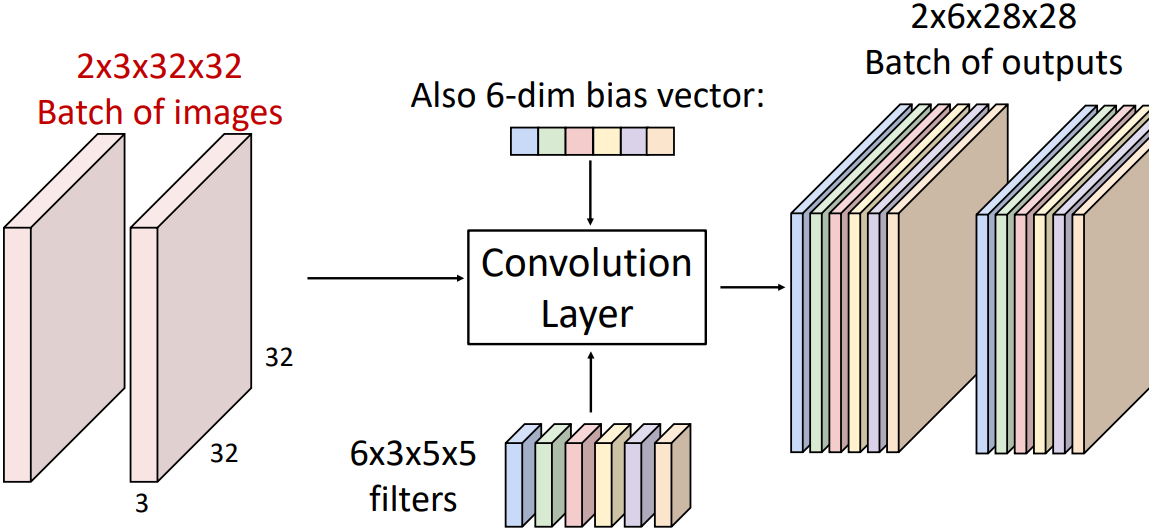 2x3x32x32
Batch of images
32
32
3
Also 6-dim bias vector:
Convolution
Layer
6x3x5x5
filters
2x6x28x28
Batch of outputs